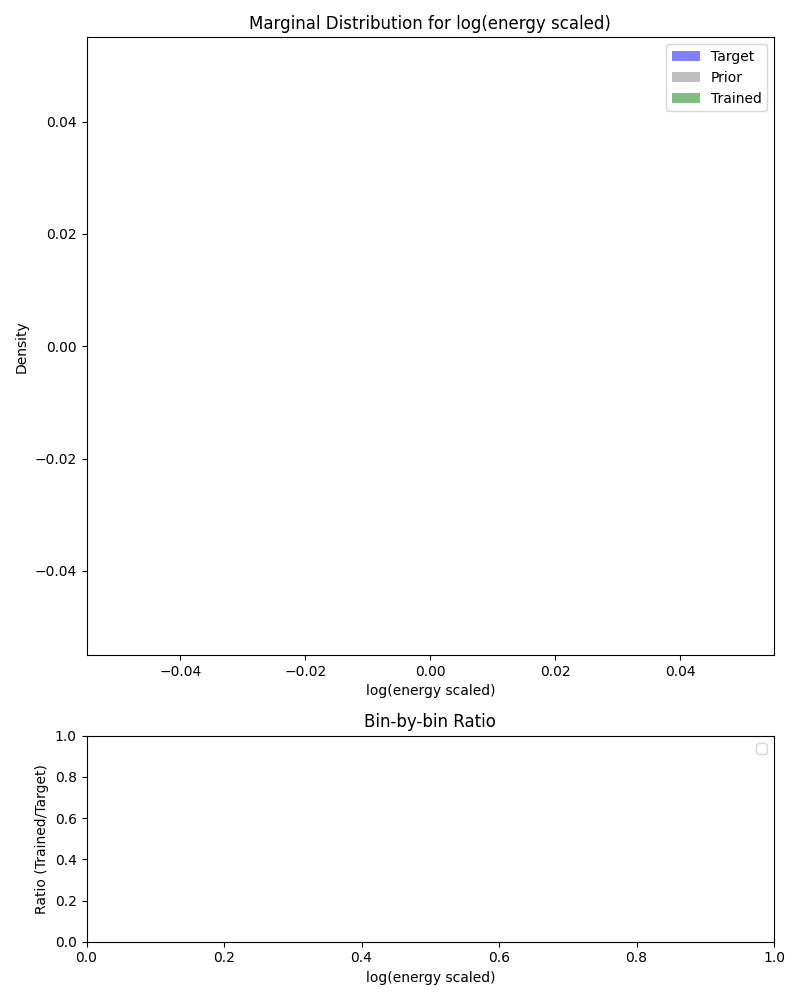 Marginal Distribution for log(energy scaled)
Target
Prior
Trained
0.04
0.02
0.00
−0.02
−0.04
Density
−0.04
−0.02
0.00
0.02
0.04
log(energy scaled)
Bin-by-bin Ratio
1.0
0.8
0.6
0.4
0.2
0.0
Ratio (Trained/Target)
0.0
0.2
0.4
0.6
0.8
1.0
log(energy scaled)